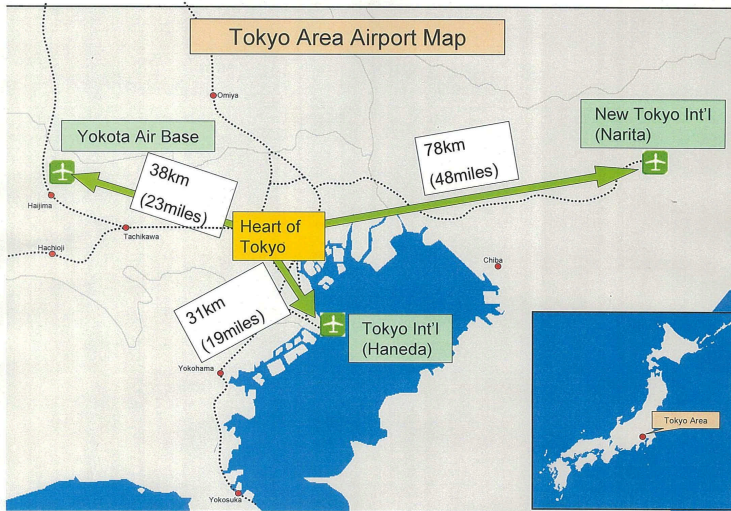 Tokyo Area Airport Map
Omiya
Yokota Air Base
New Tokyo Int'l
(Narita)
78km
(48miles)
38km
(23miles)
Haijima
Tachikawa
Hachioji
Heart of
Tokyo
Chiba
31km
(19miles)
Tokyo Int'l
(Haneda)
Yokohama
Tokyo Area
Yokosuka